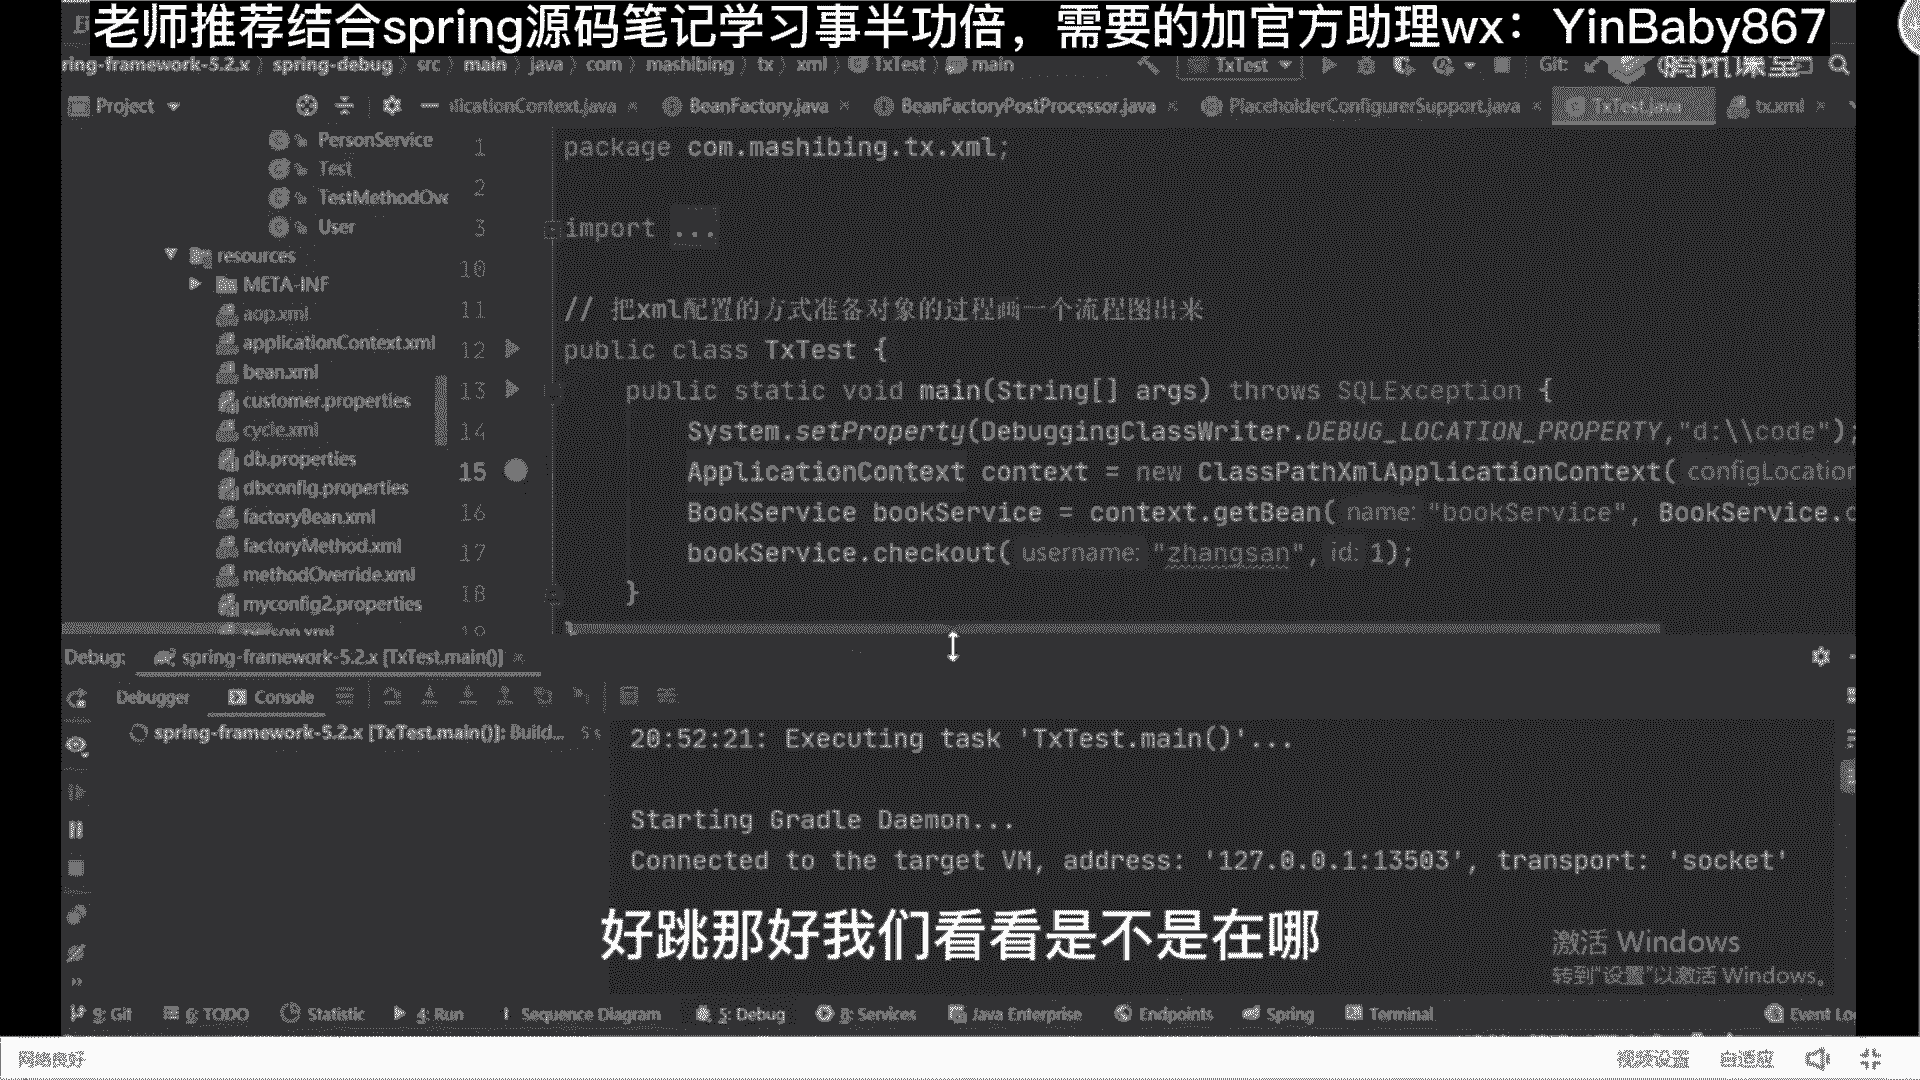 老师推荐结合spring源码笔记学习事半功倍，需要的加官方助理wx：YinBaby867
ring-framework-5.2.x 〉 spring-debug 〉 src 〉 main 〉 java 〉 com 〉 mashibing 〉 tx 〉 xml 〉 TxTest 〉 main
TxTest
Git:
腾讯课堂
Project
licationContext.java
BeanFactory.java
BeanFactoryPostProcessor.java
PlaceholderConfigurerSupport.java
TxTest.java
tx.xml
PersonService
Test
TestMethodOve
User
resources
META-INF
aop.xml
applicationContext.xml
bean.xml
customer.properties
cycle.xml
db.properties
dbconfig.properties
factoryBean.xml
factoryMethod.xml
methodOverride.xml
myconfig2.properties
person.xml
1 package com.mashibing.tx.xml;
2
3 import ...
10
11 // 把xml配置的方式准备对象的过程画一个流程图出来
12 public class TxTest {
13 public static void main(String[] args) throws SQLException {
14 System.setProperty(DebuggingClassWriter.DEBUG_LOCATION_PROPERTY,"d:\\code");
15 ApplicationContext context = new ClassPathXmlApplicationContext( configLocation
16 BookService bookService = context.getBean( name: "bookService", BookService.c
17 bookService.checkout( username: "zhangsan", id: 1);
18 }
19 }
Debug: spring-framework-5.2.x [TxTest.main()]
Debugger Console
spring-framework-5.2.x [TxTest.main()]: Build... 5 s
20:52:21: Executing task 'TxTest.main()'...
Starting Gradle Daemon...
Connected to the target VM, address: '127.0.0.1:13503', transport: 'socket'
好跳那好我们看看是不是在哪
激活 Windows
转到"设置"以激活 Windows。
9: Git 6: TODO Statistic 4: Run Sequence Diagram 5: Debug 8: Services Java Enterprise Endpoints Spring Terminal Event Lo
网络良好
视频设置 自适应